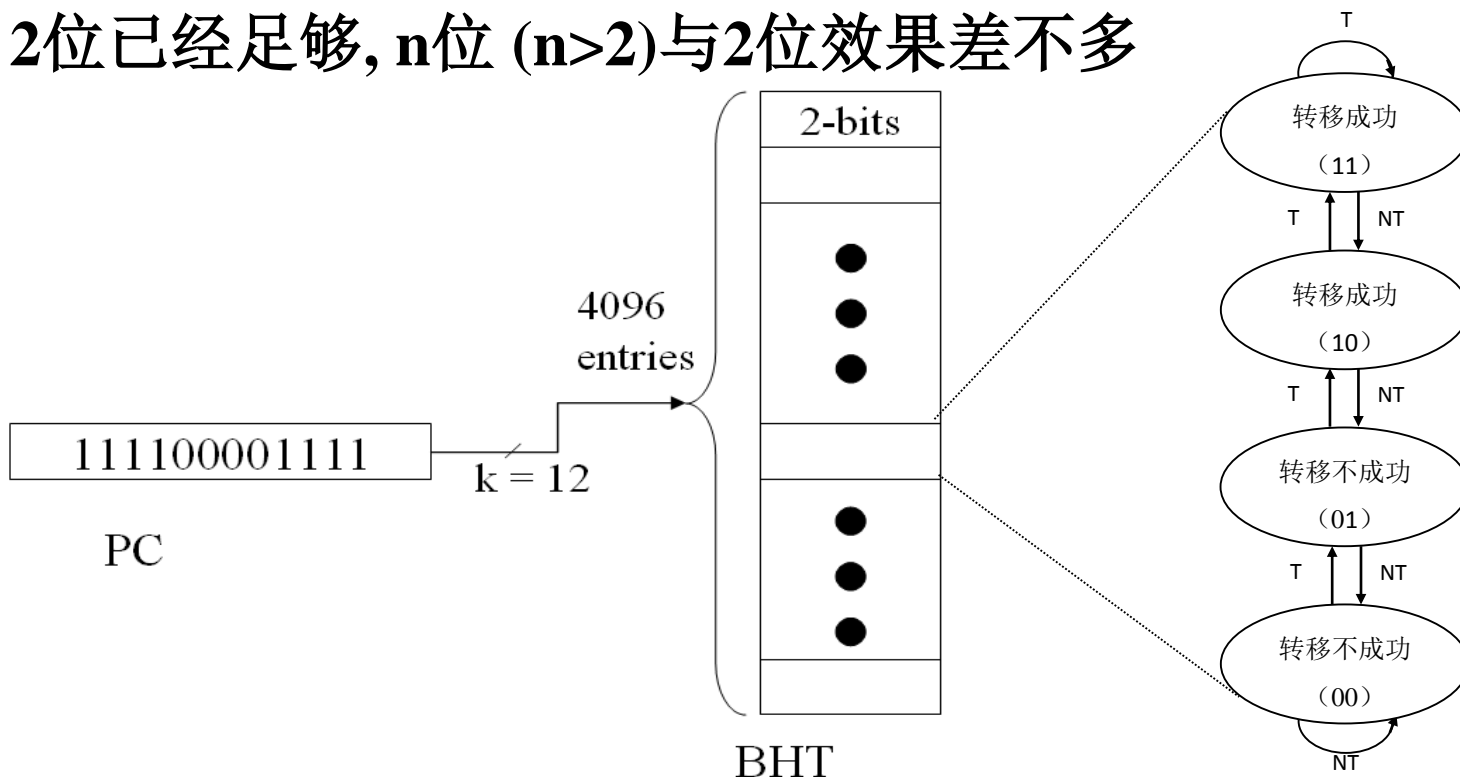 2位已经足够, n位 (n>2)与2位效果差不多
2-bits
4096
entries
111100001111
k = 12
PC
BHT
T
转移成功
（11）
T
NT
转移成功
（10）
T
NT
转移不成功
（01）
T
NT
转移不成功
（00）
NT